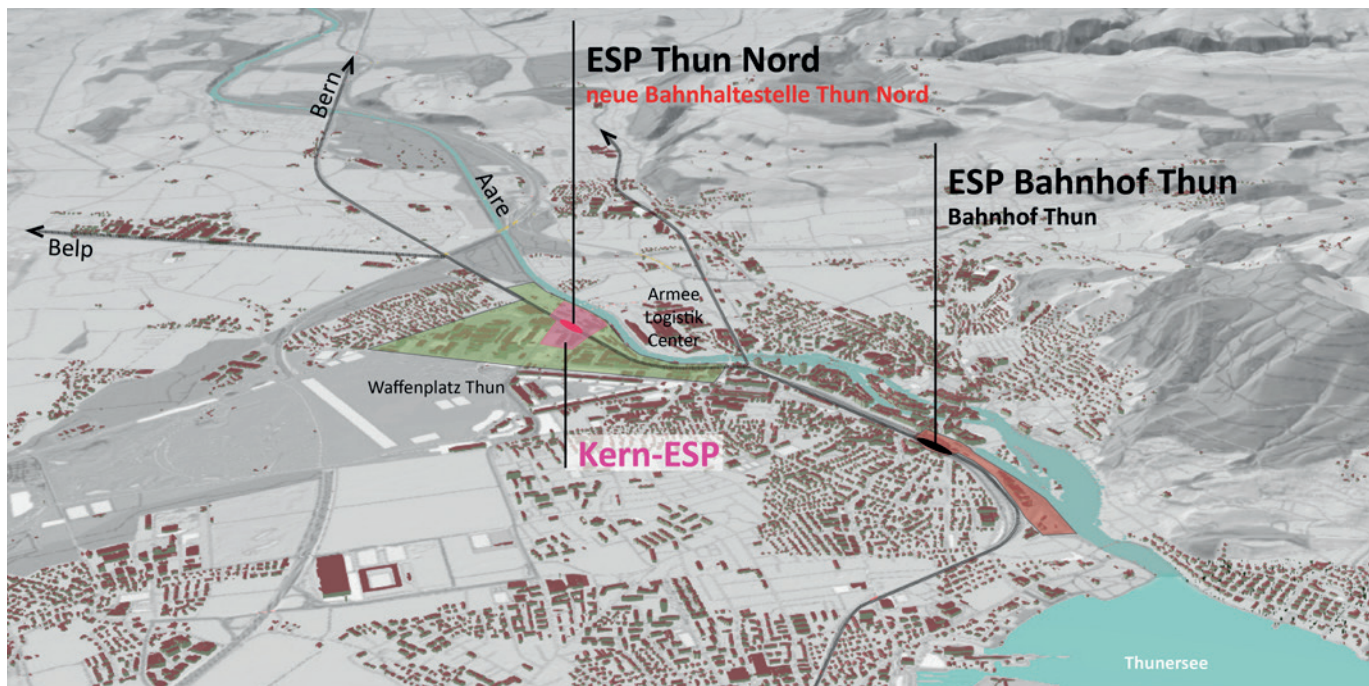 ESP Thun Nord
neue Bahnhaltestelle Thun Nord
Bern
ESP Bahnhof Thun
Bahnhof Thun
Aare
Belp
Armee
Logistik
Center
Waffenplatz Thun
Kern-ESP
Thunersee